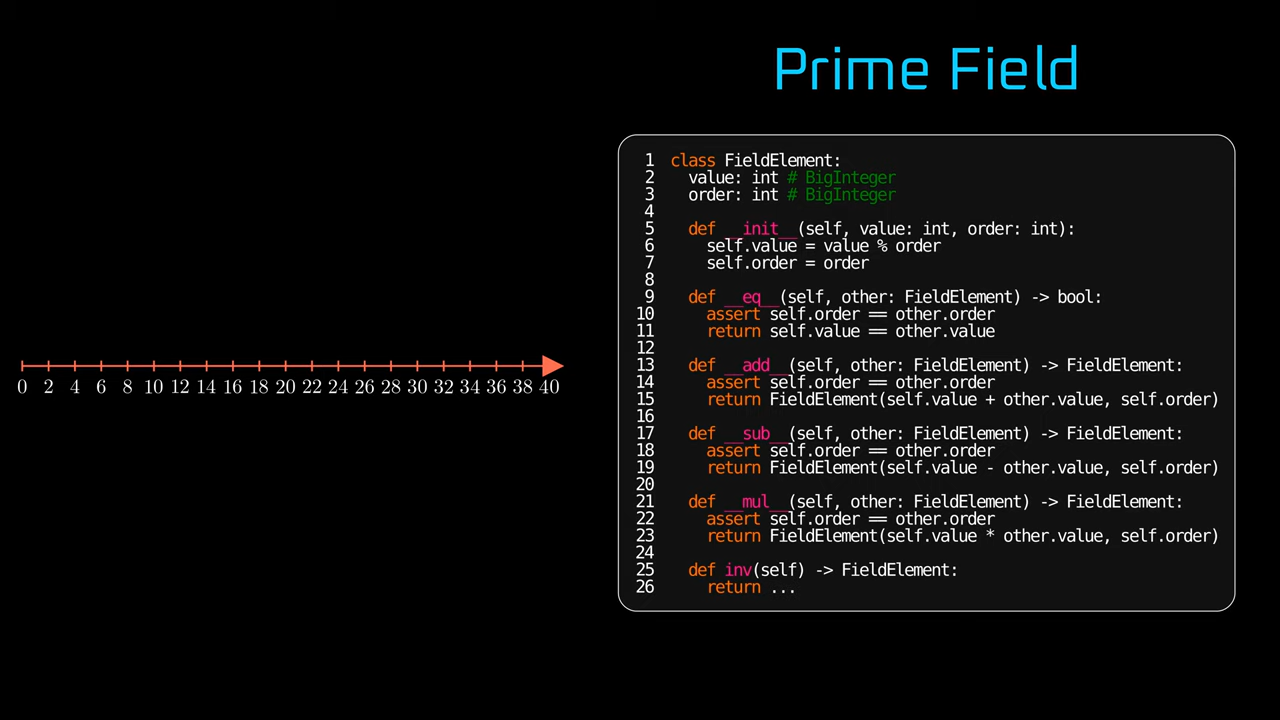 Prime Field
1 class FieldElement:
2 value: int # BigInteger
3 order: int # BigInteger
4
5 def __init__(self, value: int, order: int):
6 self.value = value % order
7 self.order = order
8
9 def __eq__(self, other: FieldElement) -> bool:
10 assert self.order == other.order
11 return self.value == other.value
12
13 def __add__(self, other: FieldElement) -> FieldElement:
14 assert self.order == other.order
15 return FieldElement(self.value + other.value, self.order)
16
17 def __sub__(self, other: FieldElement) -> FieldElement:
18 assert self.order == other.order
19 return FieldElement(self.value - other.value, self.order)
20
21 def __mul__(self, other: FieldElement) -> FieldElement:
22 assert self.order == other.order
23 return FieldElement(self.value * other.value, self.order)
24
25 def inv(self) -> FieldElement:
26 return ...
0 2 4 6 8 10 12 14 16 18 20 22 24 26 28 30 32 34 36 38 40